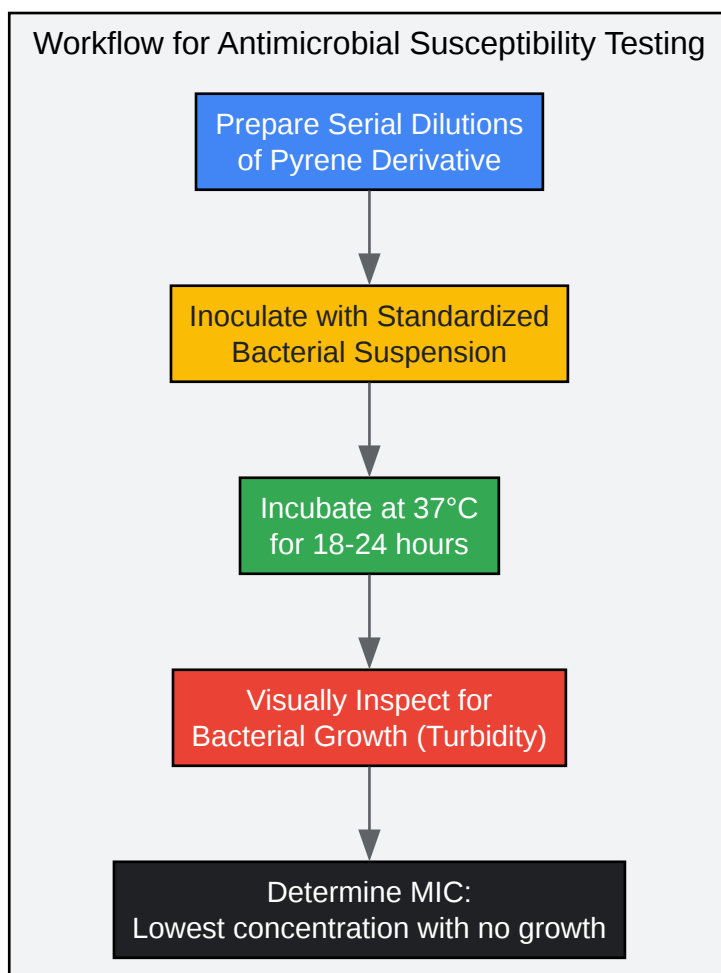 Workflow for Antimicrobial Susceptibility Testing
Prepare Serial Dilutions
of Pyrene Derivative
Inoculate with Standardized
Bacterial Suspension
Incubate at 37°C
for 18-24 hours
Visually Inspect for
Bacterial Growth (Turbidity)
Determine MIC:
Lowest concentration with no growth